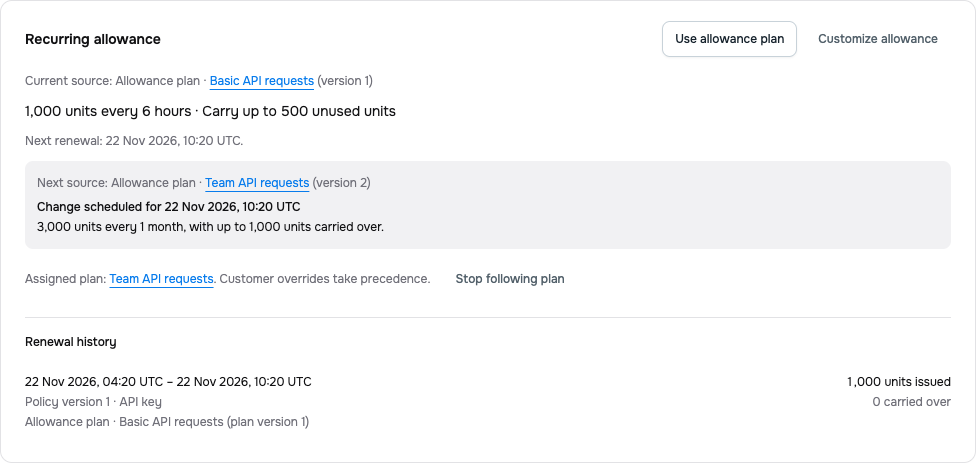 Recurring allowance
Use allowance plan
Customize allowance
Current source: Allowance plan · Basic API requests (version 1)
1,000 units every 6 hours · Carry up to 500 unused units
Next renewal: 22 Nov 2026, 10:20 UTC.
Next source: Allowance plan · Team API requests (version 2)
Change scheduled for 22 Nov 2026, 10:20 UTC
3,000 units every 1 month, with up to 1,000 units carried over.
Assigned plan: Team API requests. Customer overrides take precedence.
Stop following plan
Renewal history
22 Nov 2026, 04:20 UTC – 22 Nov 2026, 10:20 UTC
1,000 units issued
Policy version 1 · API key
0 carried over
Allowance plan · Basic API requests (plan version 1)